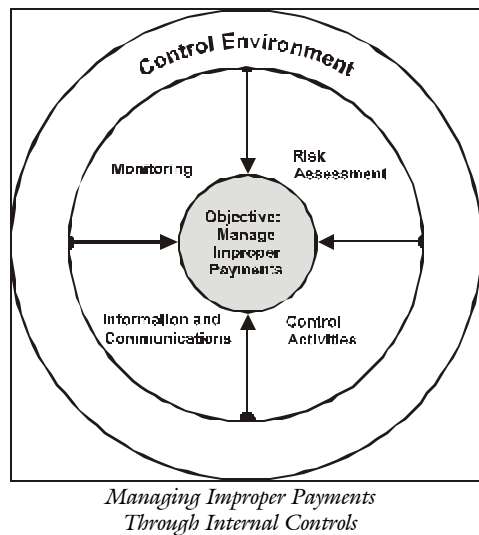 Control Environment
Monitoring
Risk
Assessment
Objective:
Manage
Improper
Payments
Information and
Communications
Control
Activities
Managing Improper Payments
Through Internal Controls